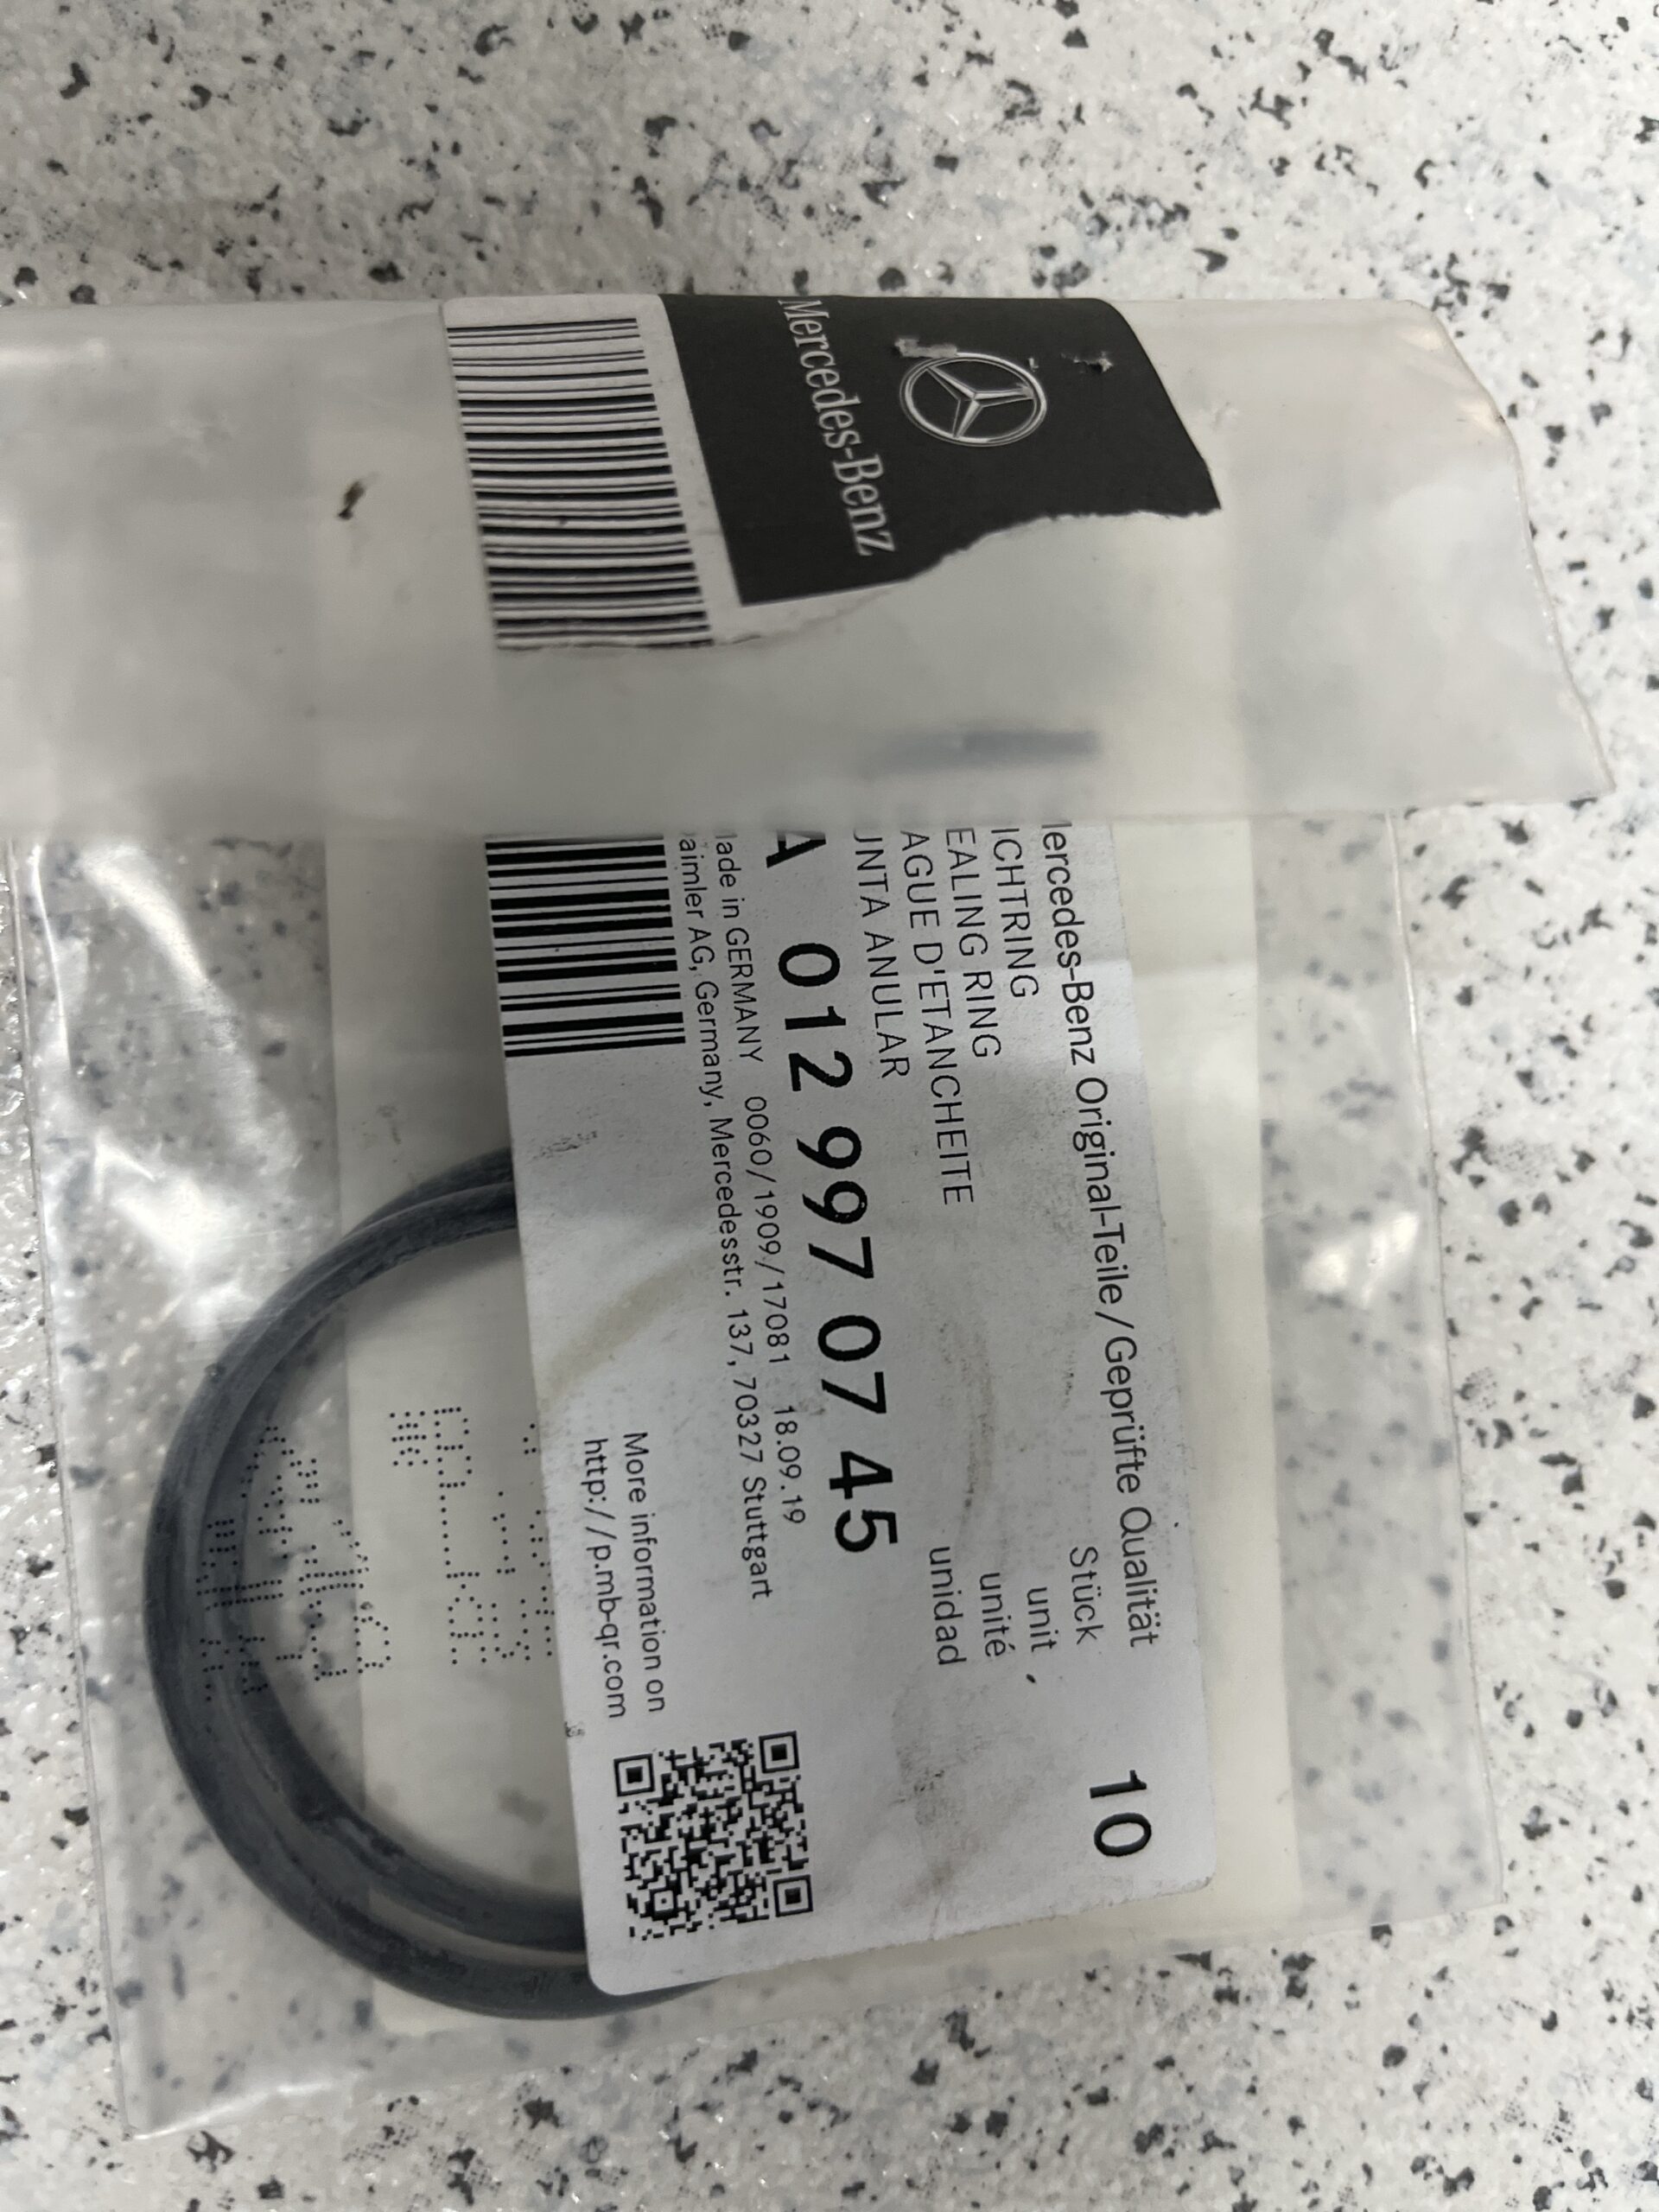 Mercedes-Benz
lercedes-Benz Original-Teile/Geprüfte Qualität
ICHTRING
Stück
10
EALING RING
unit
AGUE D'ETANCHEITE
unité
UNTA ANULAR
unidad
A 012 997 07 45
lade in GERMANY 0060/1909/17081 18.09.19
aimler AG, Germany, Mercedesstr. 137, 70327 Stuttgart
More information on
http://p.mb-qr.com